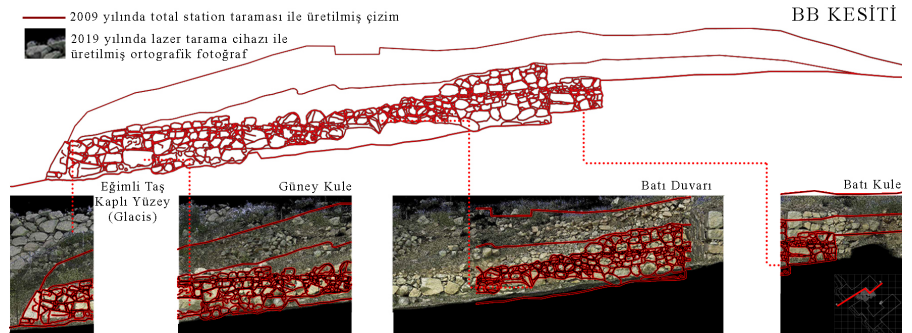 2009 yılında total station taraması ile üretilmiş çizim
BB KESİTİ
2019 yılında lazer tarama cihazı ile
üretilmiş ortografik fotoğraf
Eğimli Taş
Kaplı Yüzey
(Glacis)
Güney Kule
Batı Duvarı
Batı Kule